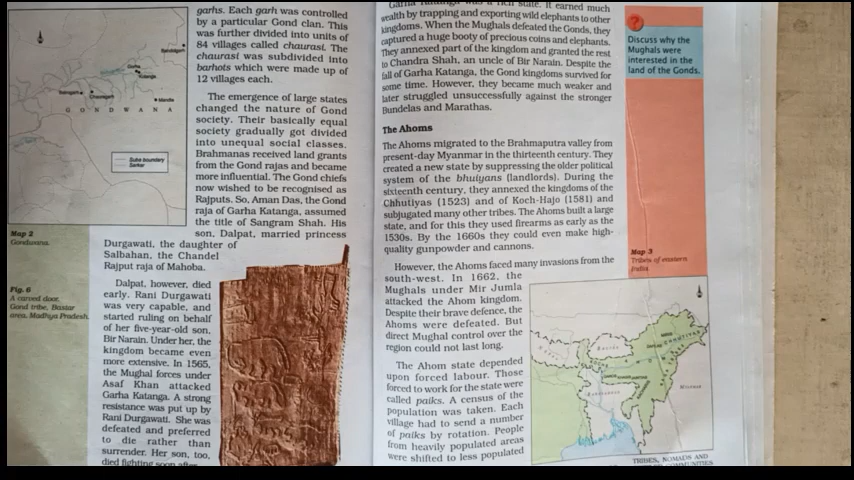 garhs. Each garh was controlled
by a particular Gond clan. This
was further divided into units of
84 villages called chaurasi. The
chaurasi was subdivided into
barhots which were made up of
12 villages each.
The emergence of large states
changed the nature of Gond
society. Their basically equal
society gradually got divided
into unequal social classes.
Brahmanas received land grants
from the Gond rajas and became
more influential. The Gond chiefs
now wished to be recognised as
Rajputs. So, Aman Das, the Gond
raja of Garha Katanga, assumed
the title of Sangram Shah. His
son, Dalpat, married princess
Durgawati, the daughter of
Salbahan, the Chandel
Rajput raja of Mahoba.
Dalpat, however, died
early. Rani Durgawati
was very capable, and
started ruling on behalf
of her five-year-old son,
Bir Narain. Under her, the
kingdom became even
more extensive. In 1565,
the Mughal forces under
Asaf Khan attacked
Garha Katanga. A strong
resistance was put up by
Rani Durgawati. She was
defeated and preferred
to die rather than
surrender. Her son, too,
died fighting soon after
GONDWANA
Garha
Katanga
Mandla
Suba boundary
Sarkar
Map 2
Gondwana.
Fig. 6
A carved door,
Gond tribe, Bastar
area, Madhya Pradesh.
Garha Katanga was a rich state. It earned much
wealth by trapping and exporting wild elephants to other
kingdoms. When the Mughals defeated the Gonds, they
captured a huge booty of precious coins and elephants.
They annexed part of the kingdom and granted the rest
to Chandra Shah, an uncle of Bir Narain. Despite the
fall of Garha Katanga, the Gond kingdoms survived for
some time. However, they became much weaker and
later struggled unsuccessfully against the stronger
Bundelas and Marathas.
The Ahoms
The Ahoms migrated to the Brahmaputra valley from
present-day Myanmar in the thirteenth century. They
created a new state by suppressing the older political
system of the bhuiyans (landlords). During the
sixteenth century, they annexed the kingdoms of the
Chhutiyas (1523) and of Koch-Hajo (1581) and
subjugated many other tribes. The Ahoms built a large
state, and for this they used firearms as early as the
1530s. By the 1660s they could even make high-
quality gunpowder and cannons.
However, the Ahoms faced many invasions from the
south-west. In 1662, the
Mughals under Mir Jumla
attacked the Ahom kingdom.
Despite their brave defence, the
Ahoms were defeated. But
direct Mughal control over the
region could not last long.
The Ahom state depended
upon forced labour. Those
forced to work for the state were
called paiks. A census of the
population was taken. Each
village had to send a number
of paiks by rotation. People
from heavily populated areas
were shifted to less populated
?
Discuss why the
Mughals were
interested in the
land of the Gonds.
Map 3
Tribes of eastern
India.
TRIBES, NOMADS AND